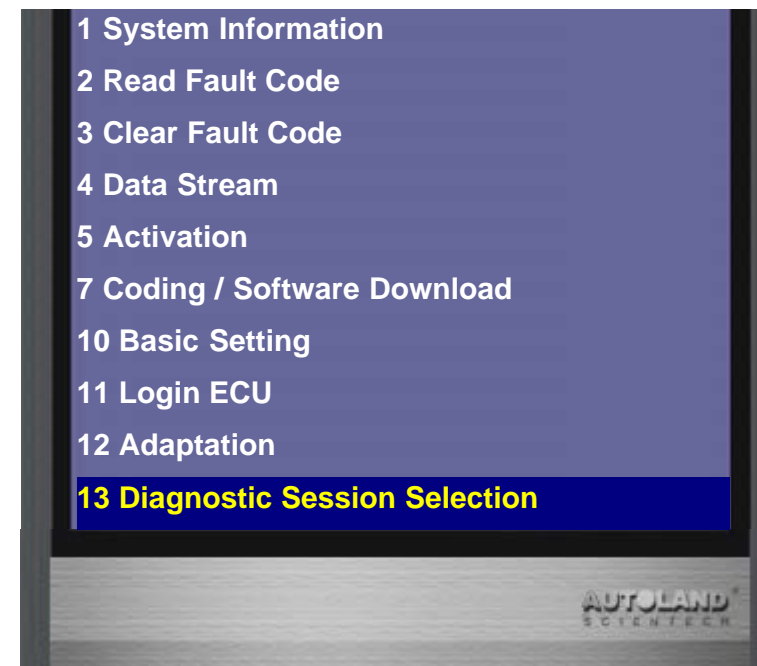 1 System Information
2 Read Fault Code
3 Clear Fault Code
4 Data Stream
5 Activation
7 Coding / Software Download
10 Basic Setting
11 Login ECU
12 Adaptation
13 Diagnostic Session Selection
AUTOLAND
SCIENTECH